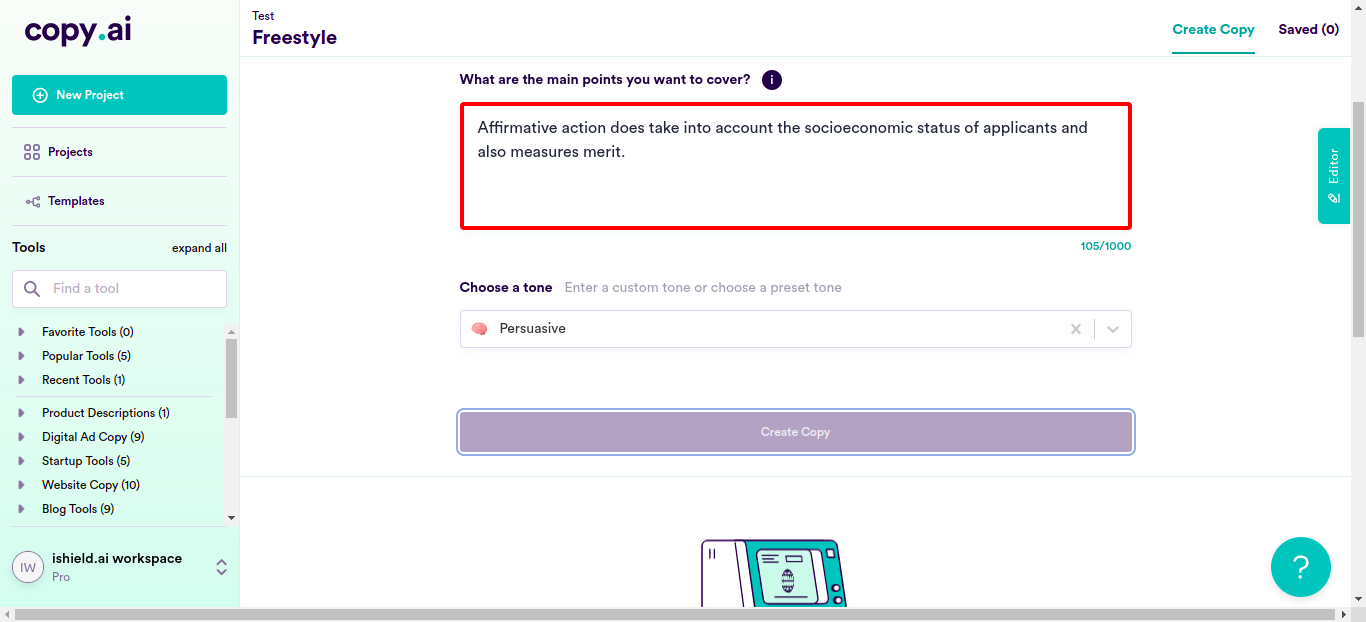 copy.ai
New Project
Projects
Templates
Tools
expand all
Find a tool
Favorite Tools (0)
Popular Tools (5)
Recent Tools (1)
Product Descriptions (1)
Digital Ad Copy (9)
Startup Tools (5)
Website Copy (10)
Blog Tools (9)
IW
ishield.ai workspace
Pro
Test
Freestyle
Create Copy
Saved (0)
What are the main points you want to cover?
i
Affirmative action does take into account the socioeconomic status of applicants and
also measures merit.
105/1000
Choose a tone
Enter a custom tone or choose a preset tone
Persuasive
Create Copy
Editor
?